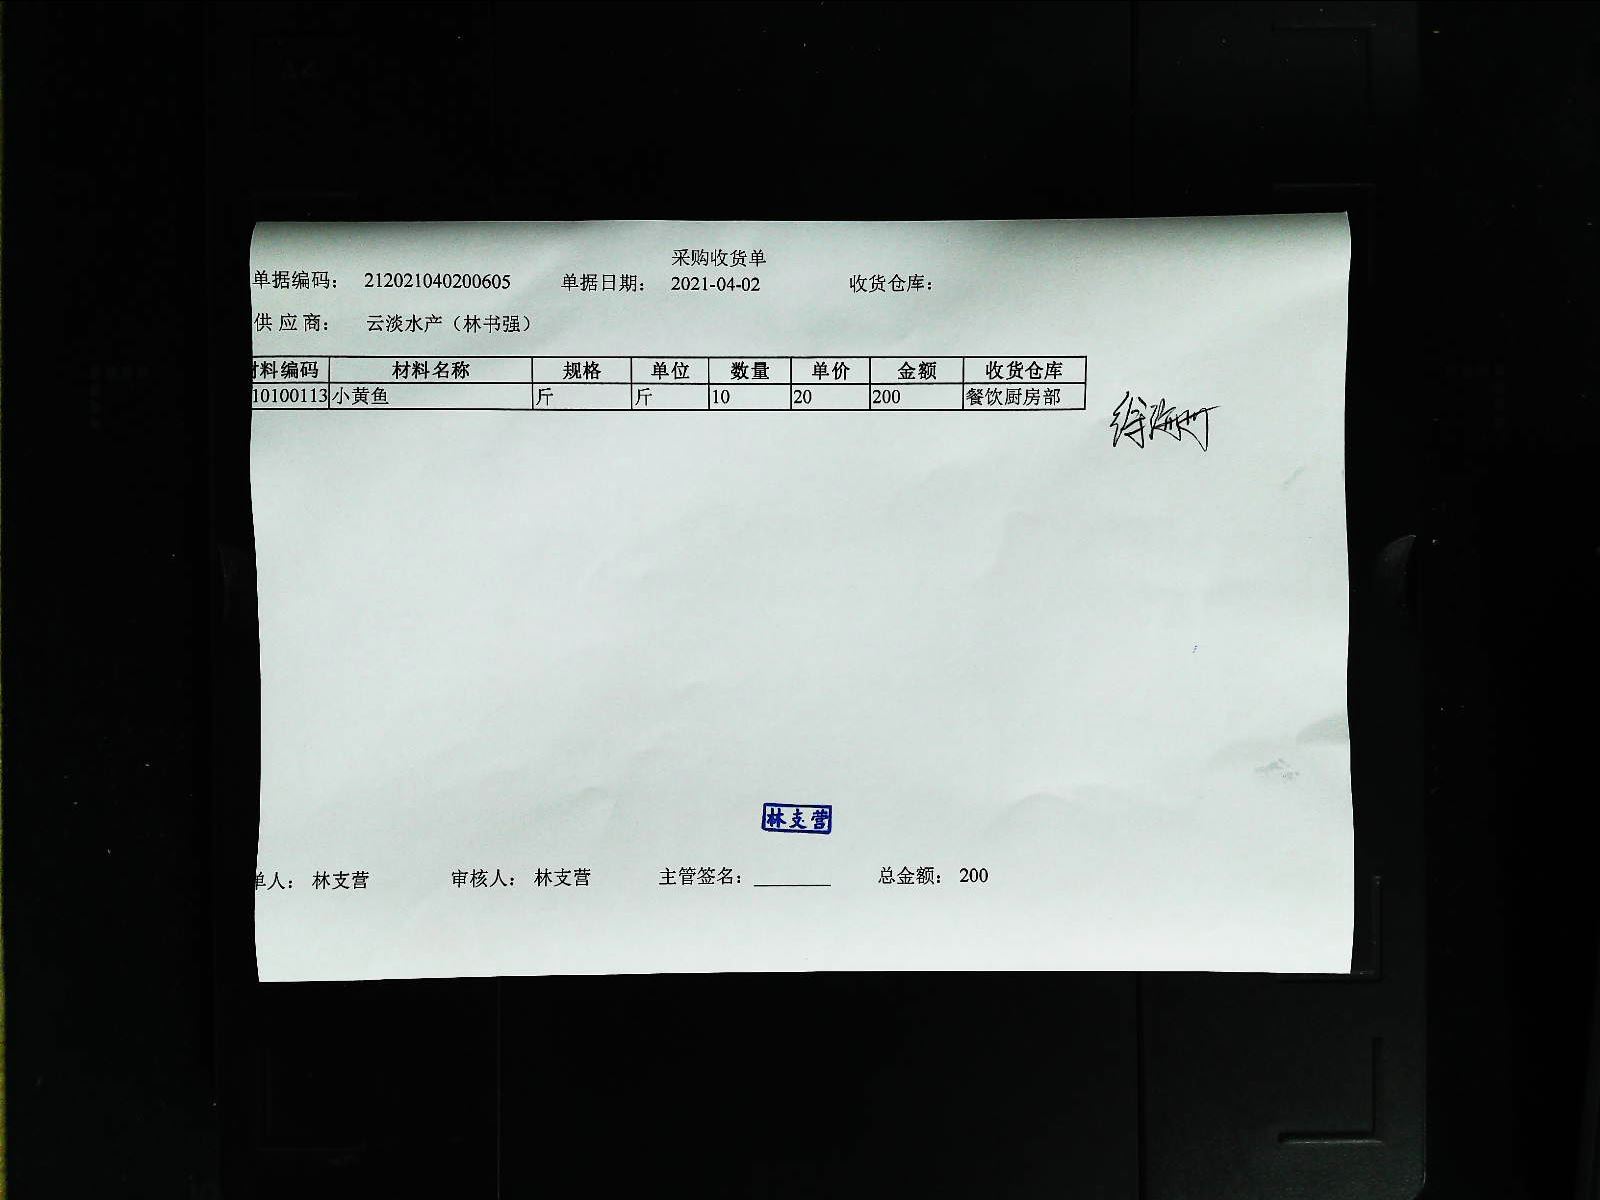 采购收货单
单据编码： 212021040200605 单据日期： 2021-04-02 收货仓库：
供应商： 云淡水产（林书强）
料编码 材料名称 规格 单位 数量 单价 金额 收货仓库
10100113 小黄鱼 斤 斤 10 20 200 餐饮厨房部
林支营
单人： 林支营 审核人： 林支营 主管签名：________ 总金额： 200